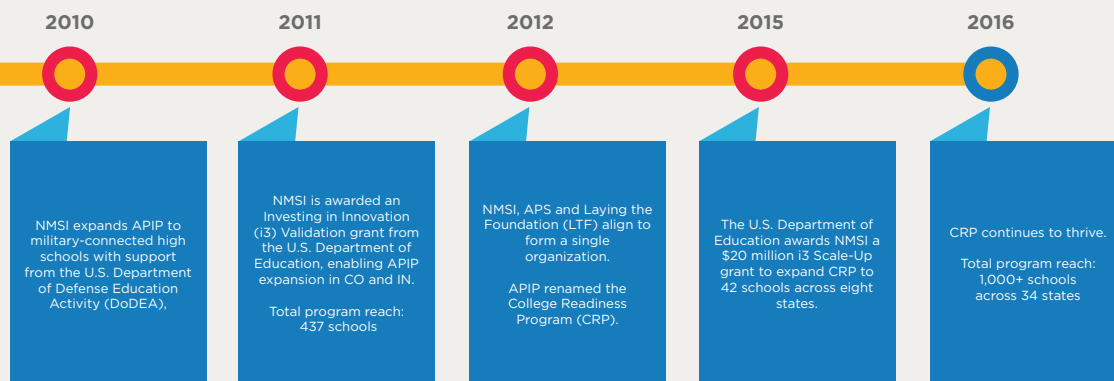 2010
2011
2012
2015
2016
NMSI expands APIP to
military-connected high
schools with support
from the U.S. Department
of Defense Education
Activity (DoDEA),
NMSI is awarded an
Investing in Innovation
(i3) Validation grant from
the U.S. Department of
Education, enabling APIP
expansion in CO and IN.
Total program reach:
437 schools
NMSI, APS and Laying the
Foundation (LTF) align to
form a single
organization.
APIP renamed the
College Readiness
Program (CRP).
The U.S. Department of
Education awards NMSI a
$20 million i3 Scale-Up
grant to expand CRP to
42 schools across eight
states.
CRP continues to thrive.
Total program reach:
1,000+ schools
across 34 states